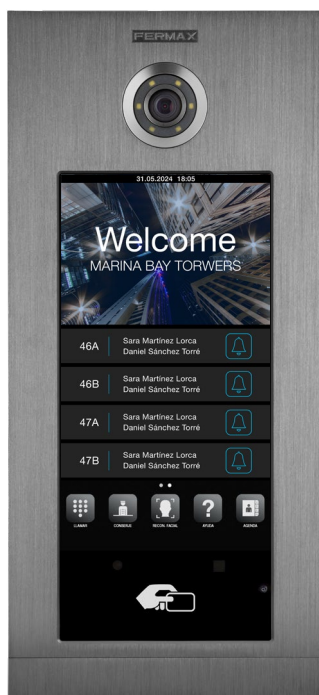 FERMAX
31.05.2024 18:05
Welcome
MARINA BAY TORWERS
46A
Sara Martínez Lorca
Daniel Sánchez Torré
46B
Sara Martínez Lorca
Daniel Sánchez Torré
47A
Sara Martínez Lorca
Daniel Sánchez Torré
47B
Sara Martínez Lorca
Daniel Sánchez Torré
LLAMAR
CONSERJE
RECON. FACIAL
AYUDA
AGENDA